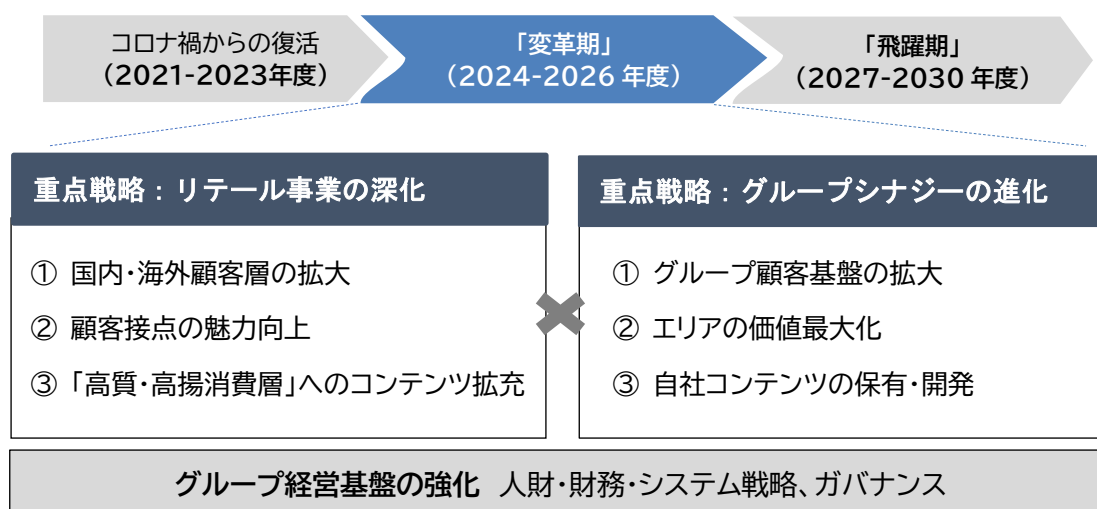 コロナ禍からの復活
(2021-2023年度)
「変革期」
(2024-2026 年度)
「飛躍期」
(2027-2030 年度)
重点戦略：リテール事業の深化
① 国内・海外顧客層の拡大
② 顧客接点の魅力向上
③ 「高質・高揚消費層」へのコンテンツ拡充
重点戦略：グループシナジーの進化
① グループ顧客基盤の拡大
② エリアの価値最大化
③ 自社コンテンツの保有・開発
グループ経営基盤の強化 人財・財務・システム戦略、ガバナンス